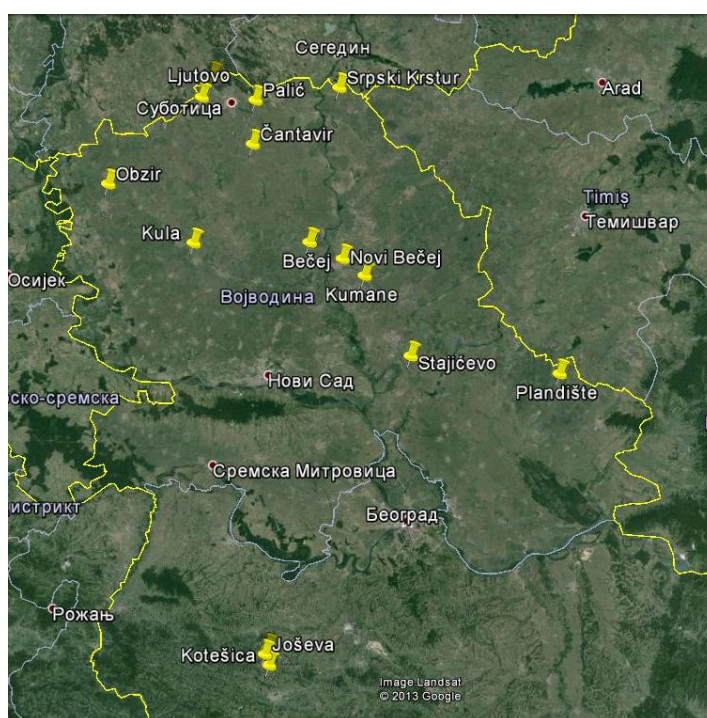 Сегедин
Ljutovo
Srpski Krstur
Palić
Arad
Суботица
Čantavir
Obzir
Timiș
Темишвар
Kula
Bečej
Novi Bečej
Осијек
Војводина
Kumane
Stajićevo
Нови Сад
Plandište
рско-сремска
Сремска Митровица
истрикт
Београд
Рожањ
Joševa
Kotešica
Image Landsat
© 2013 Google